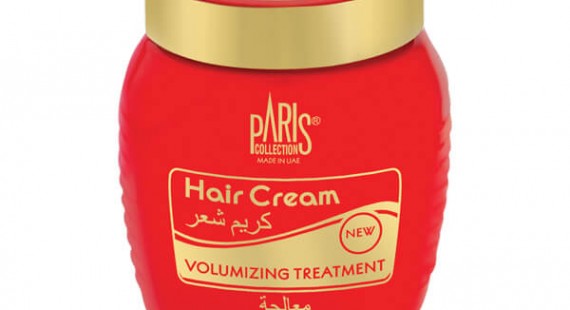 PARIS®
COLLECTION
MADE IN UAE
Hair Cream
كريم شعر
NEW
VOLUMIZING TREATMENT
معالجة